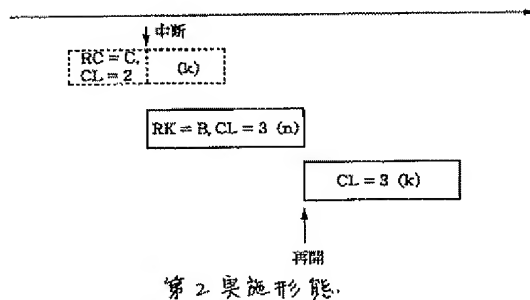 中断
RC = C,
CL = 2
(k)
RK = B, CL = 3 (n)
CL = 3 (k)
再開
第2実施形態.